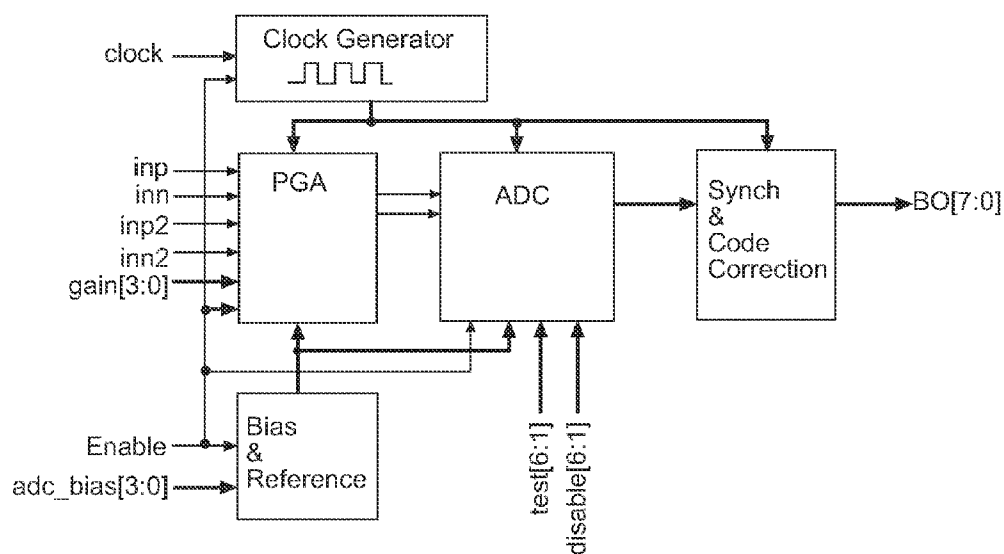 Clock Generator
clock
inp
inn
inp2
inn2
gain[3:0]
PGA
ADC
Synch
&
Code
Correction
BO[7:0]
Enable
adc_bias[3:0]
Bias
&
Reference
test[6:1]
disable[6:1]